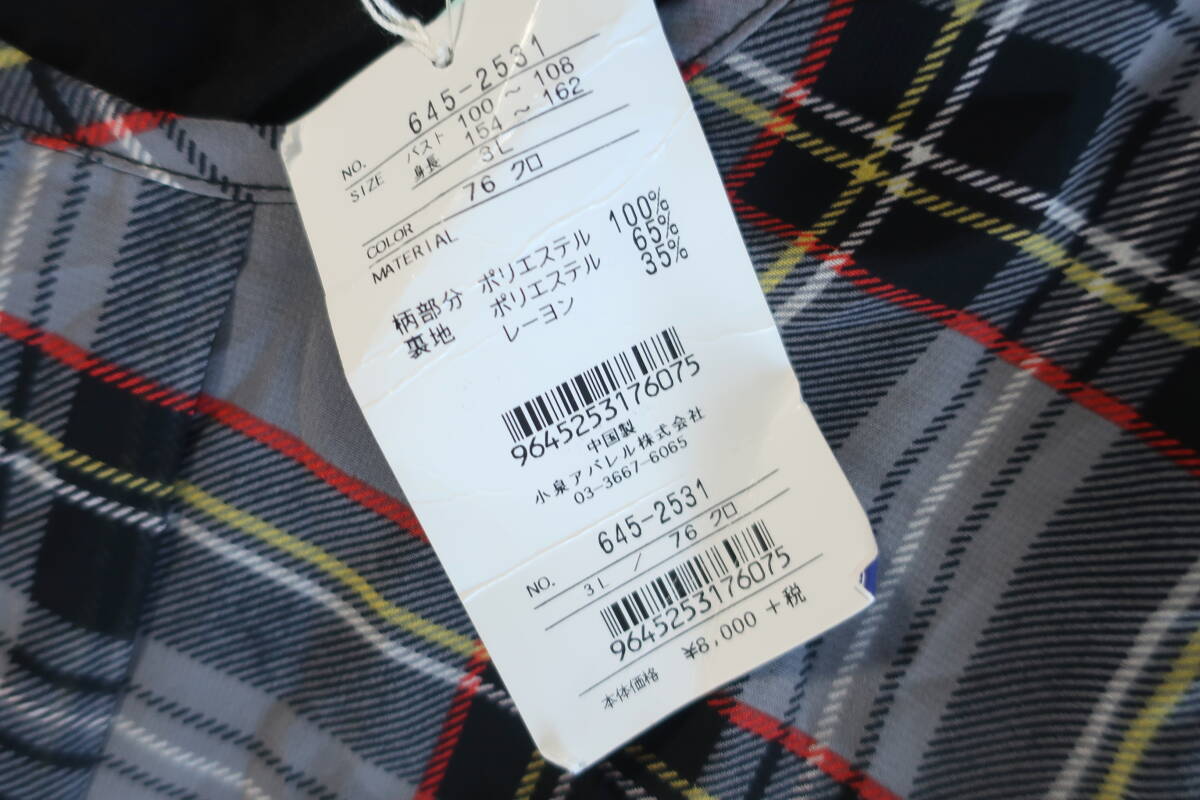 NO. 645-2531
SIZE バスト 100 ~ 108
身長 154 ~ 162
3L
COLOR 76 クロ
MATERIAL
柄部分 ポリエステル 100%
裏地 ポリエステル 65%
レーヨン 35%
9645253176075
中国製
小泉アパレル株式会社
03-3667-6065
NO. 645-2531
3L / 76 クロ
9645253176075
本体価格 ¥8,000 +税